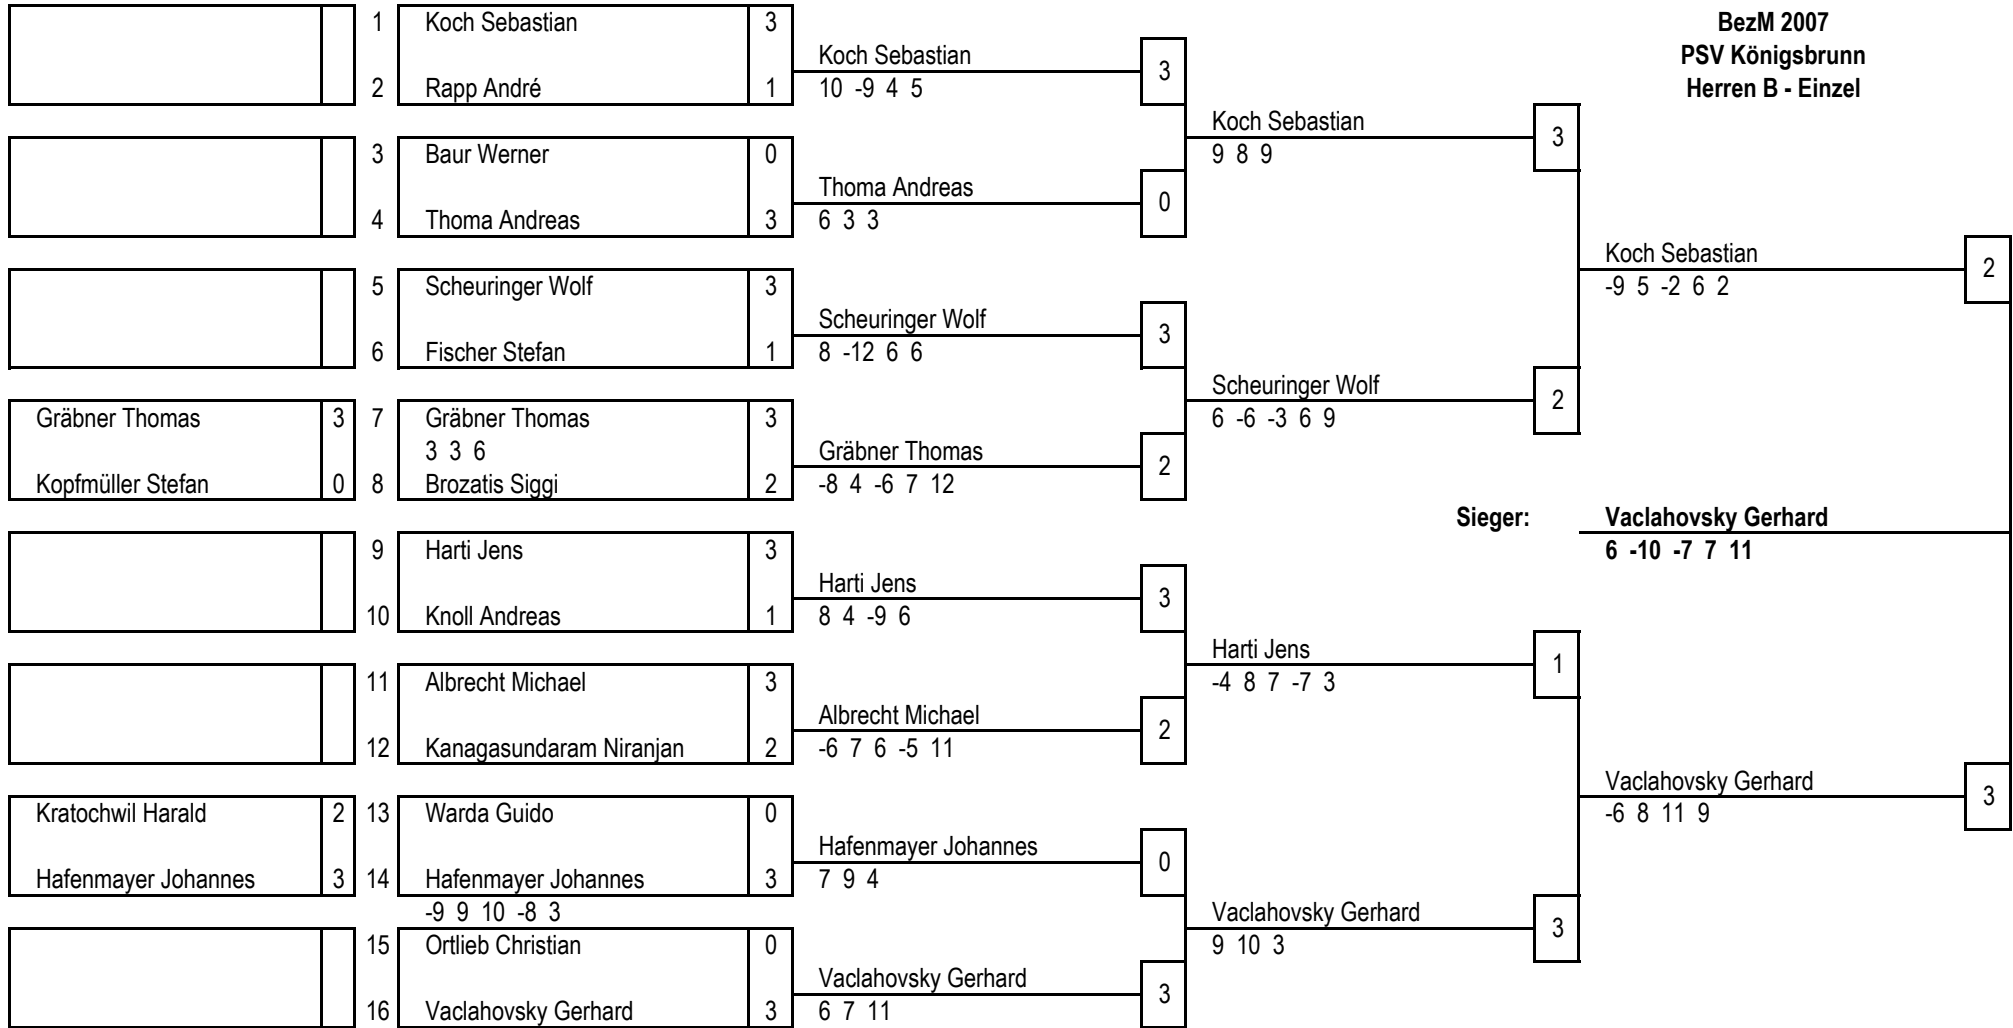 BezM 2007
PSV Königsbrunn
Herren B - Einzel
1 Koch Sebastian 3
2 Rapp André 1
3 Baur Werner 0
4 Thoma Andreas 3
5 Scheuringer Wolf 3
6 Fischer Stefan 1
Gräbner Thomas 3 7 Gräbner Thomas 3
3 3 6
Kopfmüller Stefan 0 8 Brozatis Siggi 2
9 Harti Jens 3
10 Knoll Andreas 1
11 Albrecht Michael 3
12 Kanagasundaram Niranjan 2
Kratochwil Harald 2 13 Warda Guido 0
Hafenmayer Johannes 3 14 Hafenmayer Johannes 3
-9 9 10 -8 3
15 Ortlieb Christian 0
16 Vaclahovsky Gerhard 3
Koch Sebastian 3
10 -9 4 5
Thoma Andreas 0
6 3 3
Scheuringer Wolf 3
8 -12 6 6
Gräbner Thomas 2
-8 4 -6 7 12
Harti Jens 3
8 4 -9 6
Albrecht Michael 2
-6 7 6 -5 11
Hafenmayer Johannes 0
7 9 4
Vaclahovsky Gerhard 3
6 7 11
Koch Sebastian 3
9 8 9
Scheuringer Wolf 2
6 -6 -3 6 9
Harti Jens 1
-4 8 7 -7 3
Vaclahovsky Gerhard 3
9 10 3
Koch Sebastian 2
-9 5 -2 6 2
Vaclahovsky Gerhard 3
-6 8 11 9
Sieger: Vaclahovsky Gerhard
6 -10 -7 7 11